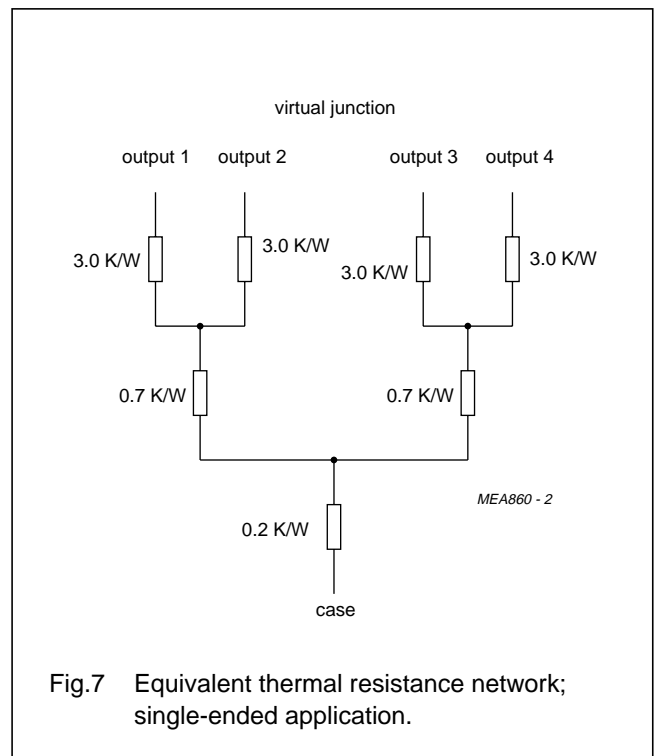 virtual junction
output 1 output 2 output 3 output 4
3.0 K/W 3.0 K/W 3.0 K/W 3.0 K/W
0.7 K/W 0.7 K/W
MEA860 - 2
0.2 K/W
case
Fig.7 Equivalent thermal resistance network;
single-ended application.